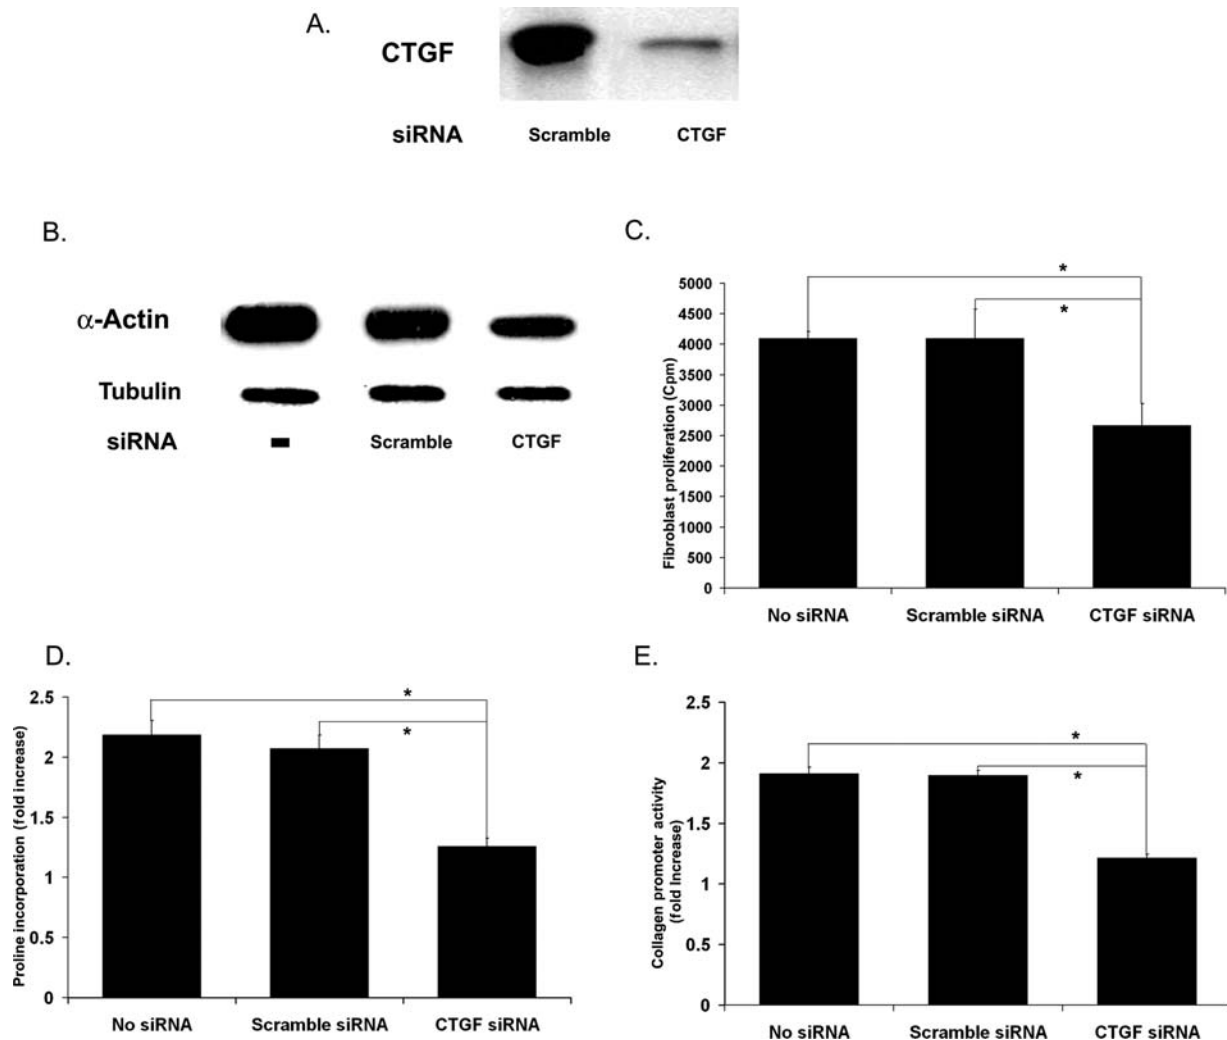 A.
CTGF
siRNA Scramble CTGF
B.
α-Actin
Tubulin
siRNA - Scramble CTGF
C.
Fibroblast proliferation (Cpm)
5000
4500
4000
3500
3000
2500
2000
1500
1000
500
0
*
*
No siRNA Scramble siRNA CTGF siRNA
D.
Proline incorporation (fold increase)
2.5
2
1.5
1
0.5
0
*
*
No siRNA Scramble siRNA CTGF siRNA
E.
Collagen promoter activity
(fold Increase)
2.5
2
1.5
1
0.5
0
*
*
No siRNA Scramble siRNA CTGF siRNA